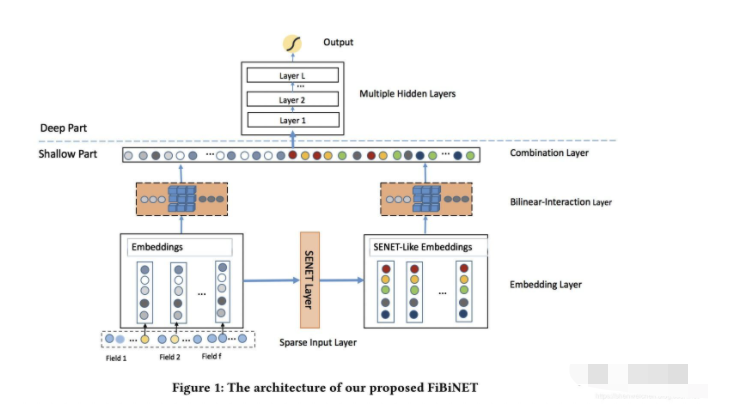 Output
Layer L
...
Layer 2
Layer 1
Multiple Hidden Layers
Deep Part
Shallow Part
...
...
Combination Layer
Bilinear-Interaction Layer
Embeddings
...
SENET Layer
SENET-Like Embeddings
...
Embedding Layer
...
...
...
Sparse Input Layer
Field 1
Field 2
Field f
Figure 1: The architecture of our proposed FiBiNET